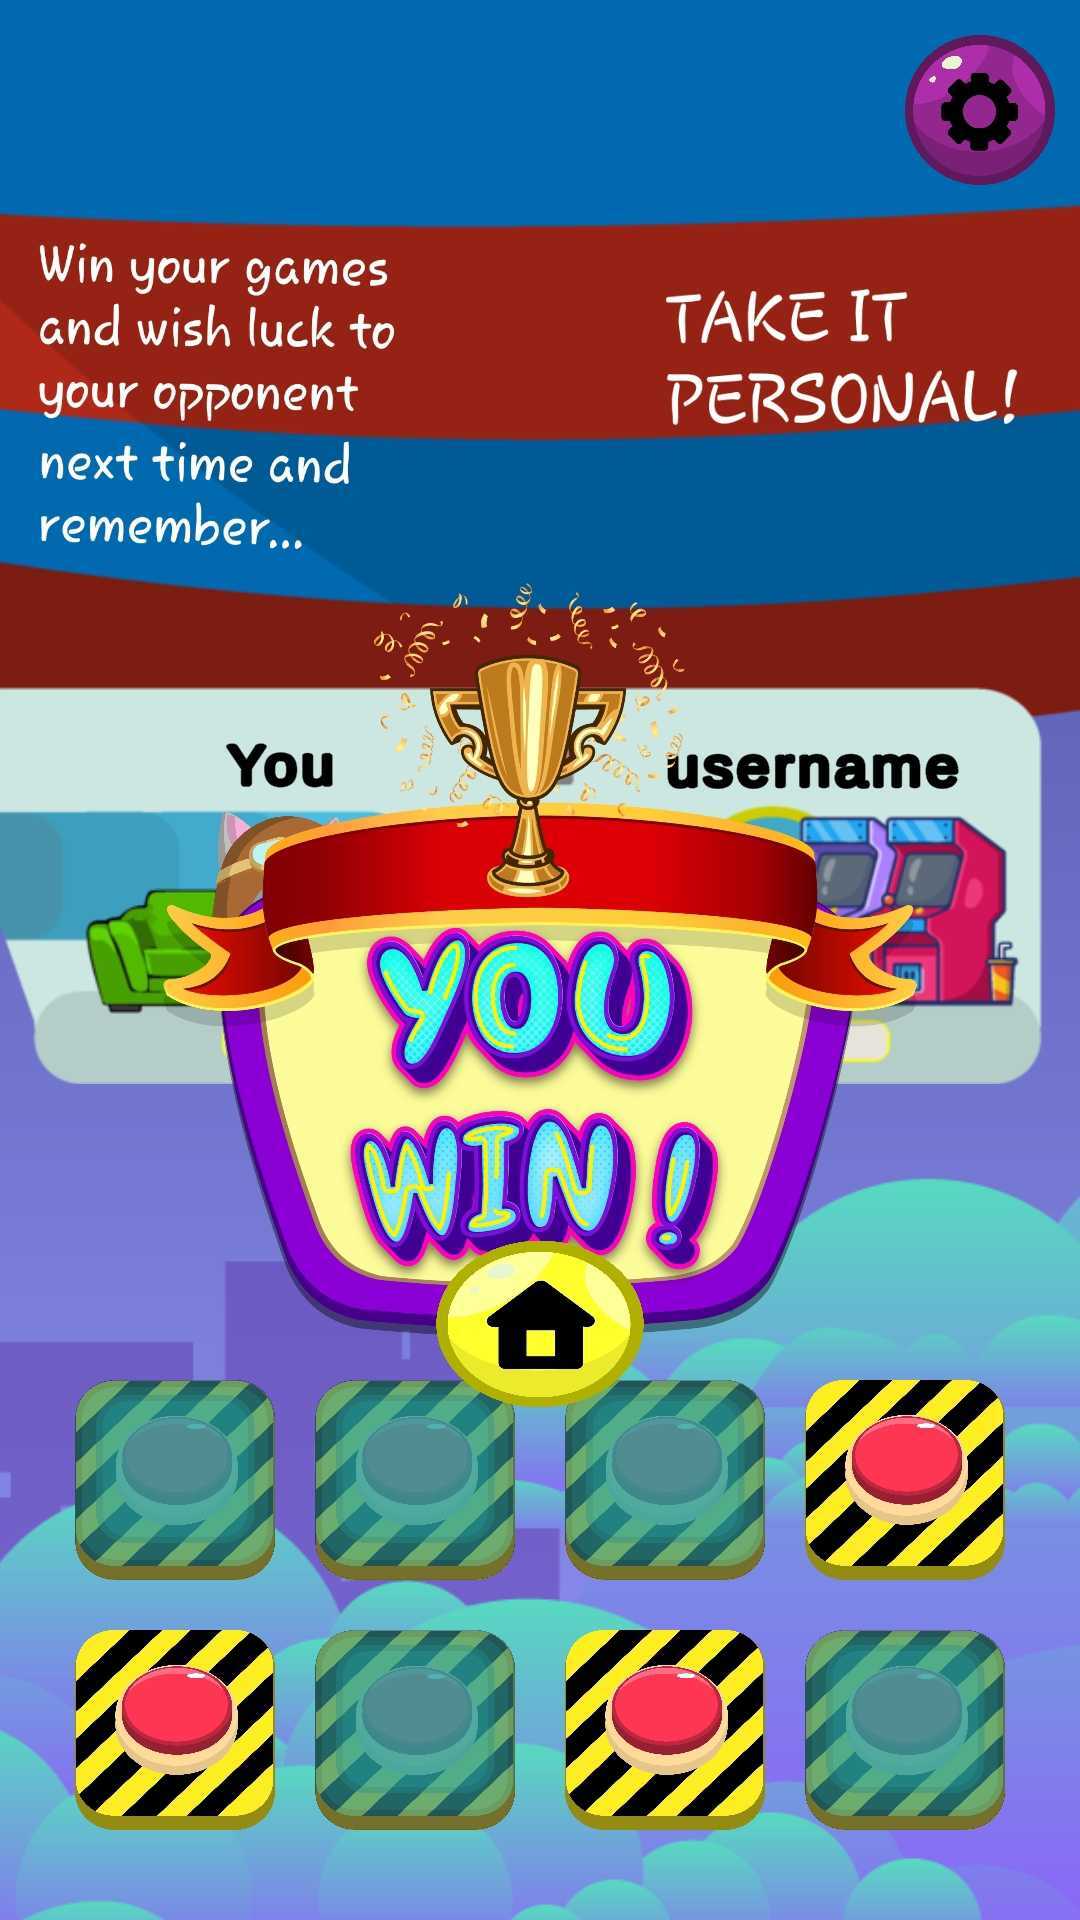 Win your games
and wish luck to
your opponent
next time and
remember...
TAKE IT
PERSONAL!
You
username
YOU
WIN!